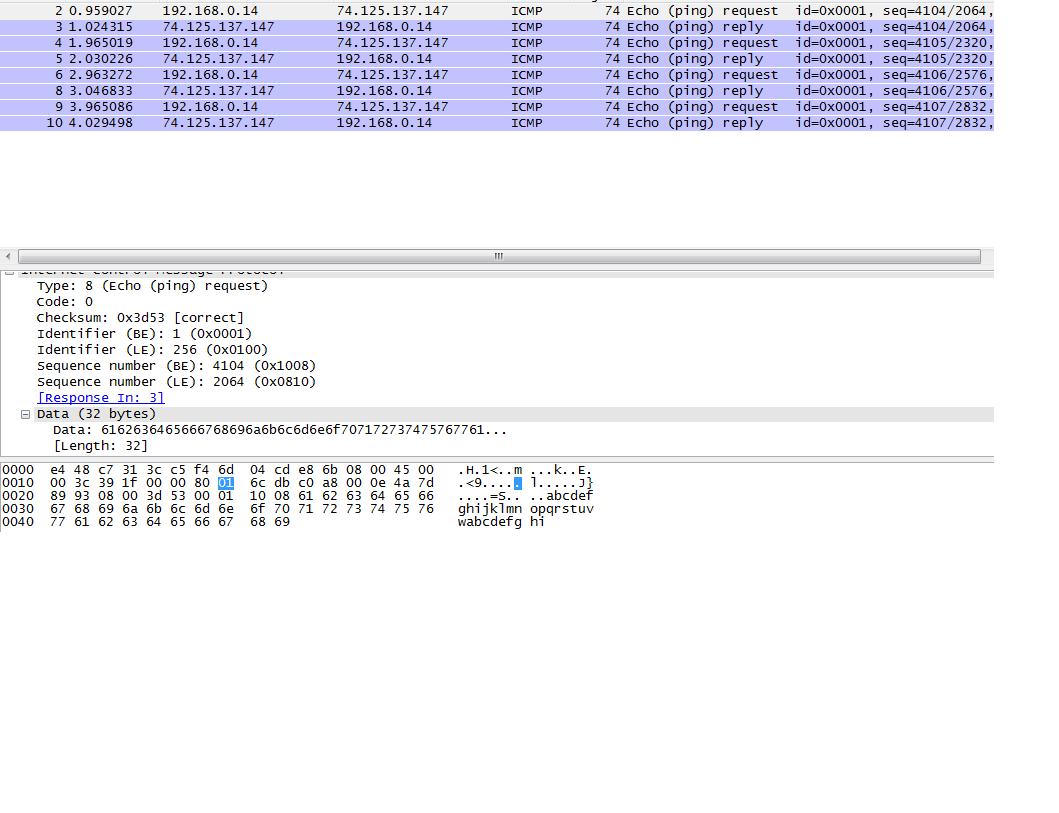 2 0.959027 192.168.0.14 74.125.137.147 ICMP 74 Echo (ping) request id=0x0001, seq=4104/2064,
3 1.024315 74.125.137.147 192.168.0.14 ICMP 74 Echo (ping) reply id=0x0001, seq=4104/2064,
4 1.965019 192.168.0.14 74.125.137.147 ICMP 74 Echo (ping) request id=0x0001, seq=4105/2320,
5 2.030226 74.125.137.147 192.168.0.14 ICMP 74 Echo (ping) reply id=0x0001, seq=4105/2320,
6 2.963272 192.168.0.14 74.125.137.147 ICMP 74 Echo (ping) request id=0x0001, seq=4106/2576,
8 3.046833 74.125.137.147 192.168.0.14 ICMP 74 Echo (ping) reply id=0x0001, seq=4106/2576,
9 3.965086 192.168.0.14 74.125.137.147 ICMP 74 Echo (ping) request id=0x0001, seq=4107/2832,
10 4.029498 74.125.137.147 192.168.0.14 ICMP 74 Echo (ping) reply id=0x0001, seq=4107/2832,
Internet Control Message Protocol
Type: 8 (Echo (ping) request)
Code: 0
Checksum: 0x3d53 [correct]
Identifier (BE): 1 (0x0001)
Identifier (LE): 256 (0x0100)
Sequence number (BE): 4104 (0x1008)
Sequence number (LE): 2064 (0x0810)
[Response In: 3]
Data (32 bytes)
Data: 6162636465666768696a6b6c6d6e6f707172737475767761...
[Length: 32]
0000 e4 48 c7 31 3c c5 f4 6d 04 cd e8 6b 08 00 45 00 .H.1<..m ...k..E.
0010 00 3c 39 1f 00 00 80 01 6c db c0 a8 00 0e 4a 7d .<9..... l.....J}
0020 89 93 08 00 3d 53 00 01 10 08 61 62 63 64 65 66 ....=S.. ..abcdef
0030 67 68 69 6a 6b 6c 6d 6e 6f 70 71 72 73 74 75 76 ghijklmn opqrstuv
0040 77 61 62 63 64 65 66 67 68 69 wabcdefg hi